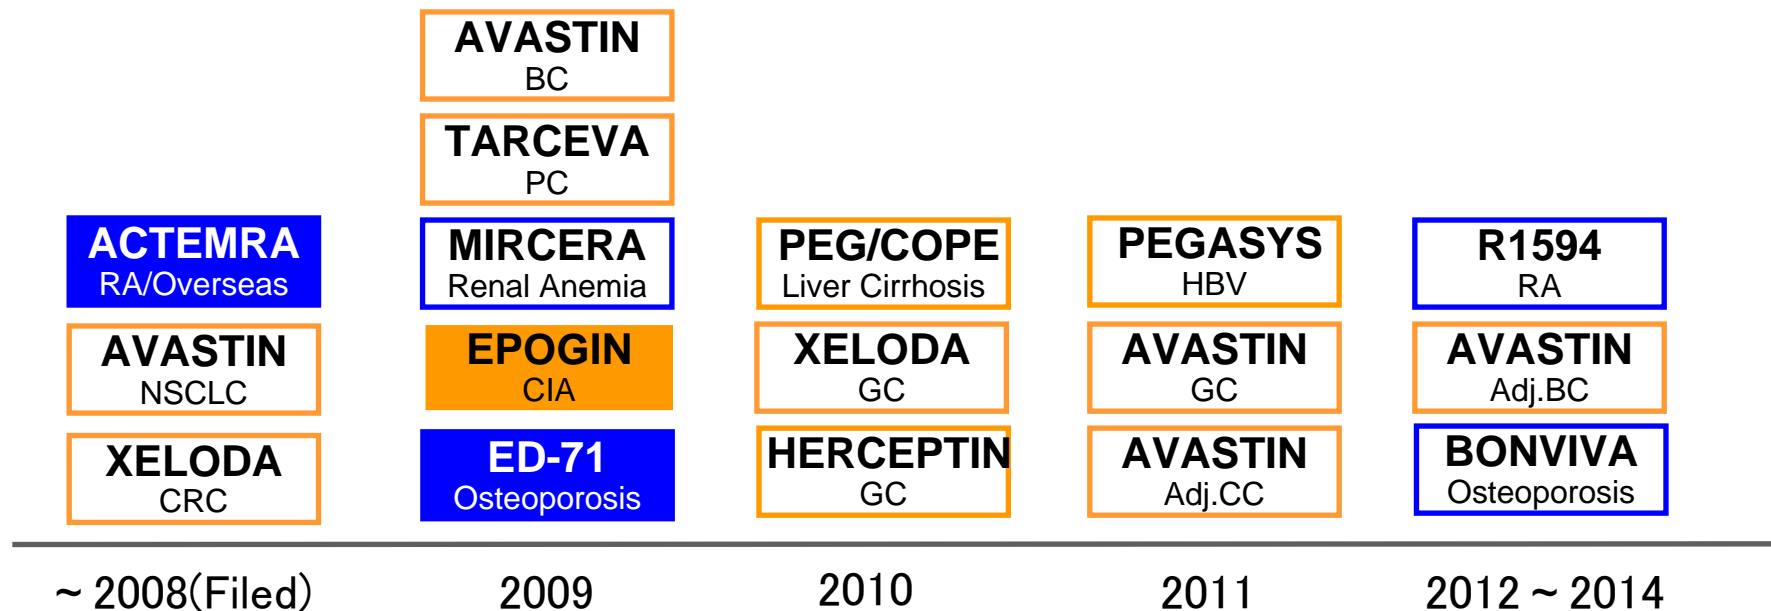 AVASTIN
BC
TARCEVA
PC
ACTEMRA
RA/Overseas
MIRCERA
Renal Anemia
PEG/COPE
Liver Cirrhosis
PEGASYS
HBV
R1594
RA
AVASTIN
NSCLC
EPOGIN
CIA
XELODA
GC
AVASTIN
GC
AVASTIN
Adj.BC
XELODA
CRC
ED-71
Osteoporosis
HERCEPTIN
GC
AVASTIN
Adj.CC
BONVIVA
Osteoporosis
~ 2008(Filed)
2009
2010
2011
2012 ~ 2014